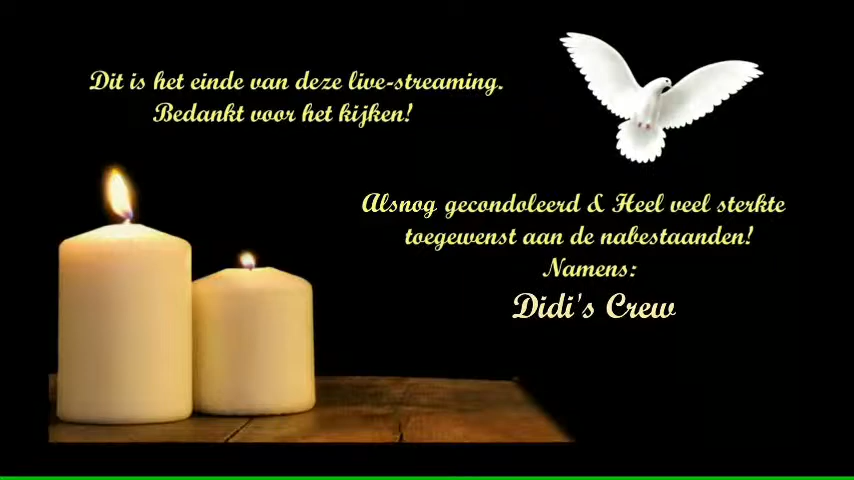 Dit is het einde van deze live-streaming.
Bedankt voor het kijken!
Alsnog gecondoleerd & Heel veel sterkte
toegewenst aan de nabestaanden!
Namens:
Didi's Crew